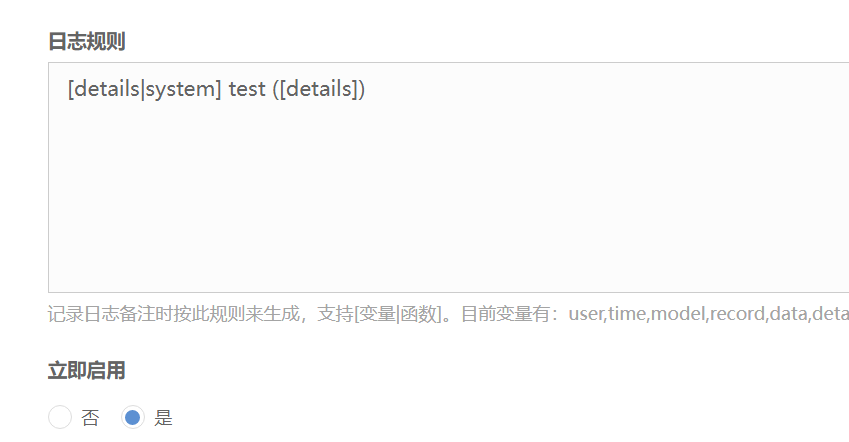 日志规则
[details|system] test ([details])
记录日志备注时按此规则来生成，支持[变量|函数]。目前变量有：user,time,model,record,data,deta
立即启用
否 是